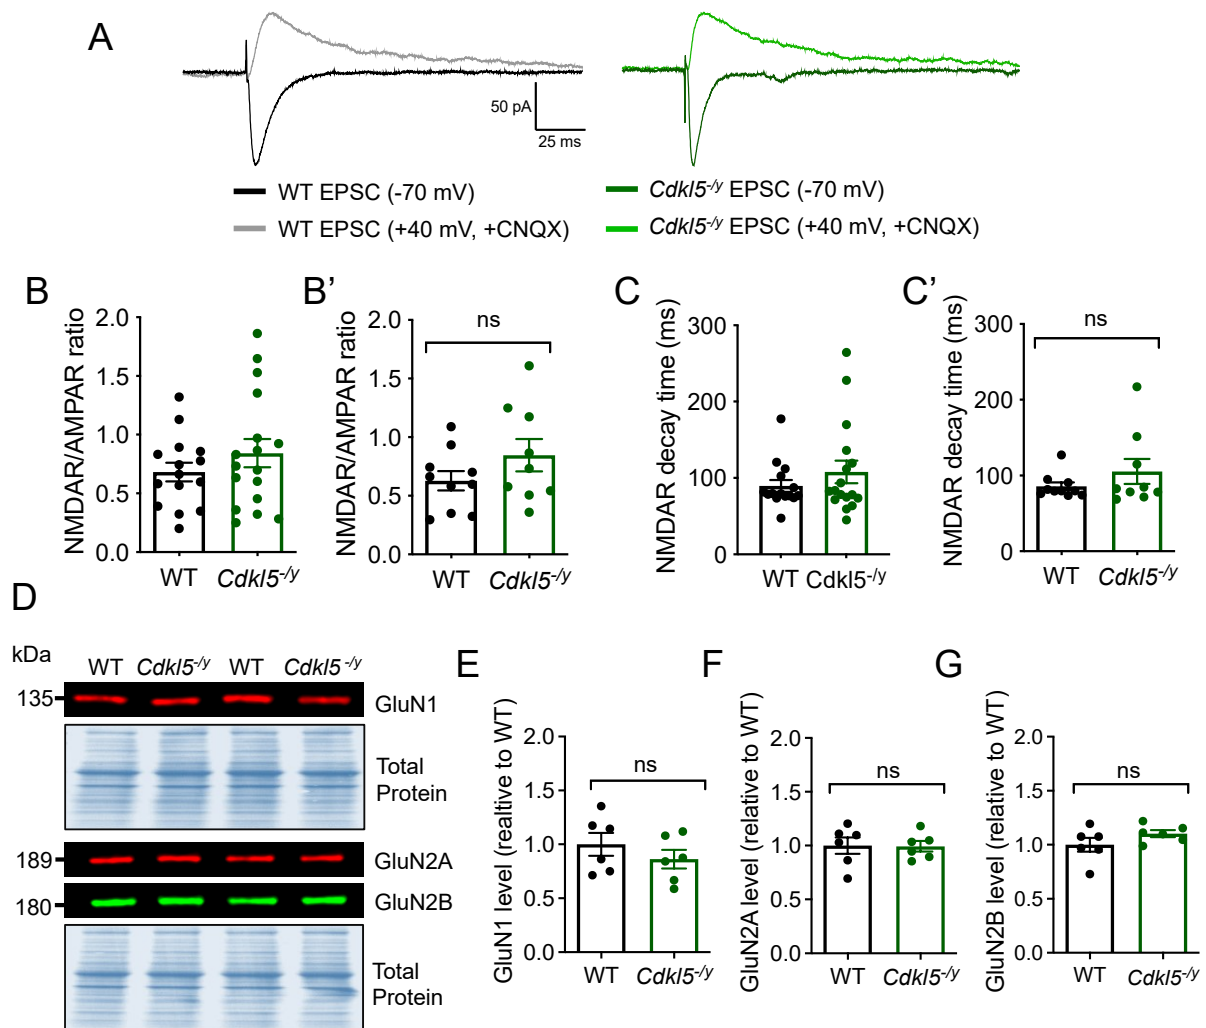 A
50 pA
25 ms
WT EPSC (-70 mV)
WT EPSC (+40 mV, +CNQX)
Cdkl5-/y EPSC (-70 mV)
Cdkl5-/y EPSC (+40 mV, +CNQX)
B
NMDAR/AMPAR ratio
2.0
1.5
1.0
0.5
0.0
WT
Cdkl5-/y
B'
NMDAR/AMPAR ratio
2.0
1.5
1.0
0.5
0.0
ns
WT
Cdkl5-/y
C
NMDAR decay time (ms)
300
200
100
0
WT
Cdkl5-/y
C'
NMDAR decay time (ms)
300
200
100
0
ns
WT
Cdkl5-/y
D
kDa
WT Cdkl5-/y WT Cdkl5-/y
135
GluN1
Total
Protein
189
GluN2A
180
GluN2B
Total
Protein
E
GluN1 level (realtive to WT)
2.0
1.5
1.0
0.5
0.0
ns
WT
Cdkl5-/y
F
GluN2A level (relative to WT)
2.0
1.5
1.0
0.5
0.0
ns
WT
Cdkl5-/y
G
GluN2B level (relative to WT)
2.0
1.5
1.0
0.5
0.0
ns
WT
Cdkl5-/y